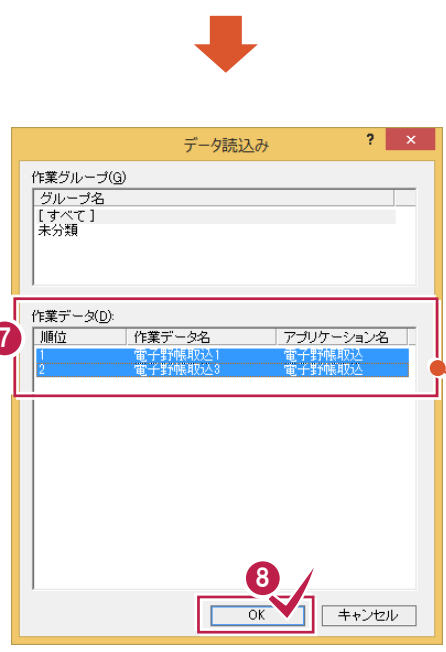 データ読込み
? ×
作業グループ(G)
グループ名
[すべて]
未分類
7
作業データ(D):
順位 作業データ名 アプリケーション名
1 電子野帳取込1 電子野帳取込
2 電子野帳取込3 電子野帳取込
8
OK キャンセル